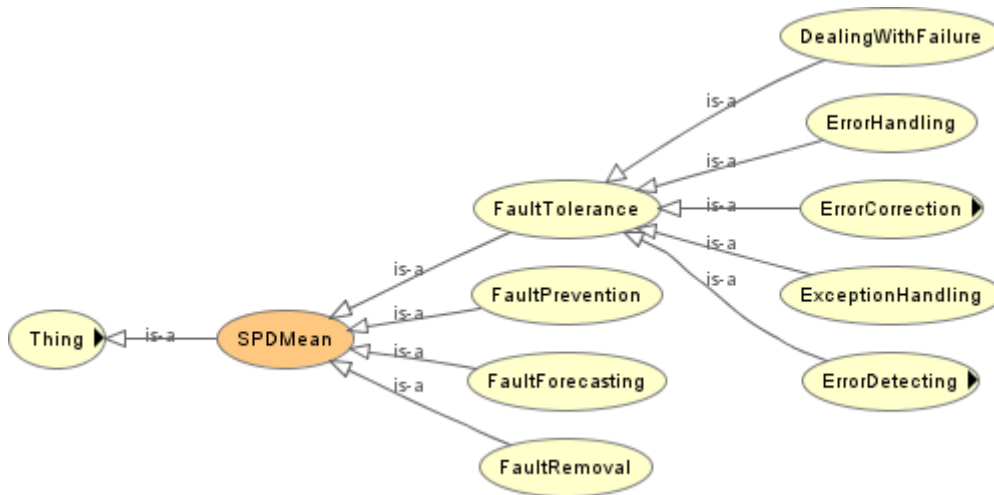 DealingWithFailure
is-a
ErrorHandling
is-a
FaultTolerance
is-a
ErrorCorrection
is-a
is-a
is-a
FaultPrevention
ExceptionHandling
Thing
is-a
SPDMean
is-a
is-a
FaultForecasting
ErrorDetecting
is-a
FaultRemoval